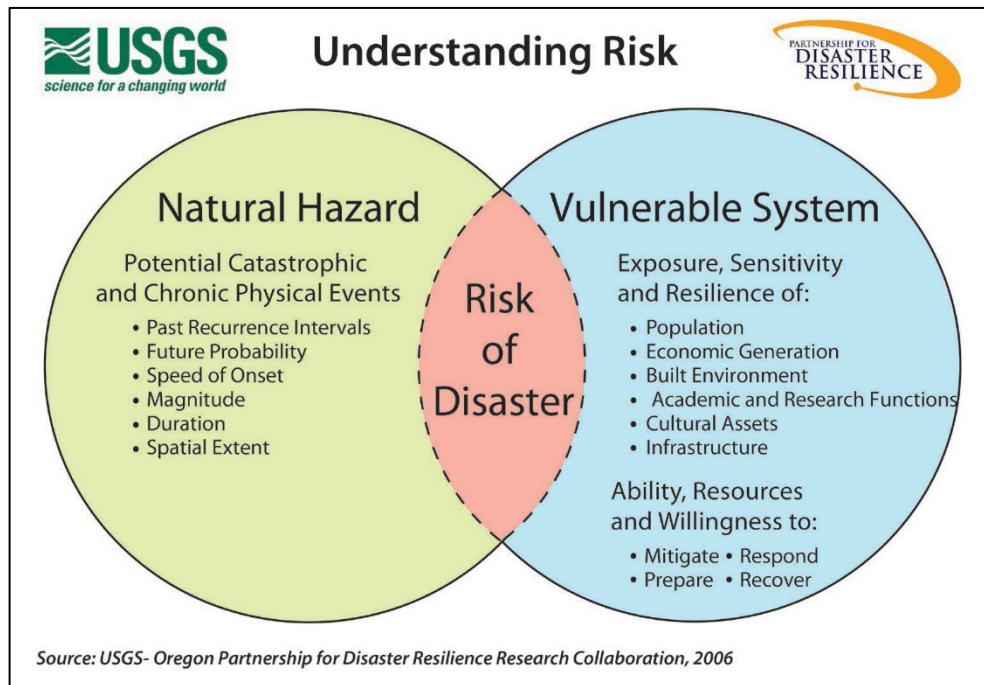 USGS
science for a changing world
Understanding Risk
PARTNERSHIP FOR
DISASTER
RESILIENCE
Natural Hazard
Potential Catastrophic
and Chronic Physical Events
• Past Recurrence Intervals
• Future Probability
• Speed of Onset
• Magnitude
• Duration
• Spatial Extent
Risk
of
Disaster
Vulnerable System
Exposure, Sensitivity
and Resilience of:
• Population
• Economic Generation
• Built Environment
• Academic and Research Functions
• Cultural Assets
• Infrastructure
Ability, Resources
and Willingness to:
• Mitigate • Respond
• Prepare • Recover
Source: USGS- Oregon Partnership for Disaster Resilience Research Collaboration, 2006